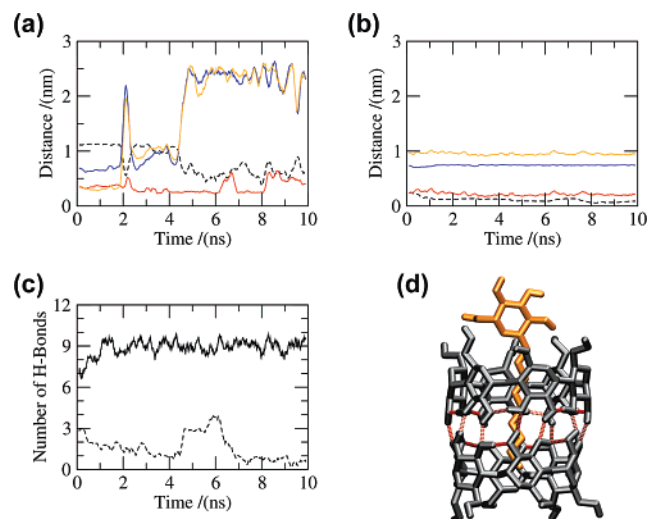 (a)
3
2
1
0
Distance /(nm)
0 2 4 6 8 10
Time /(ns)
(b)
3
2
1
0
Distance /(nm)
0 2 4 6 8 10
Time /(ns)
(c)
12
9
6
3
0
Number of H-Bonds
0 2 4 6 8 10
Time /(ns)
(d)